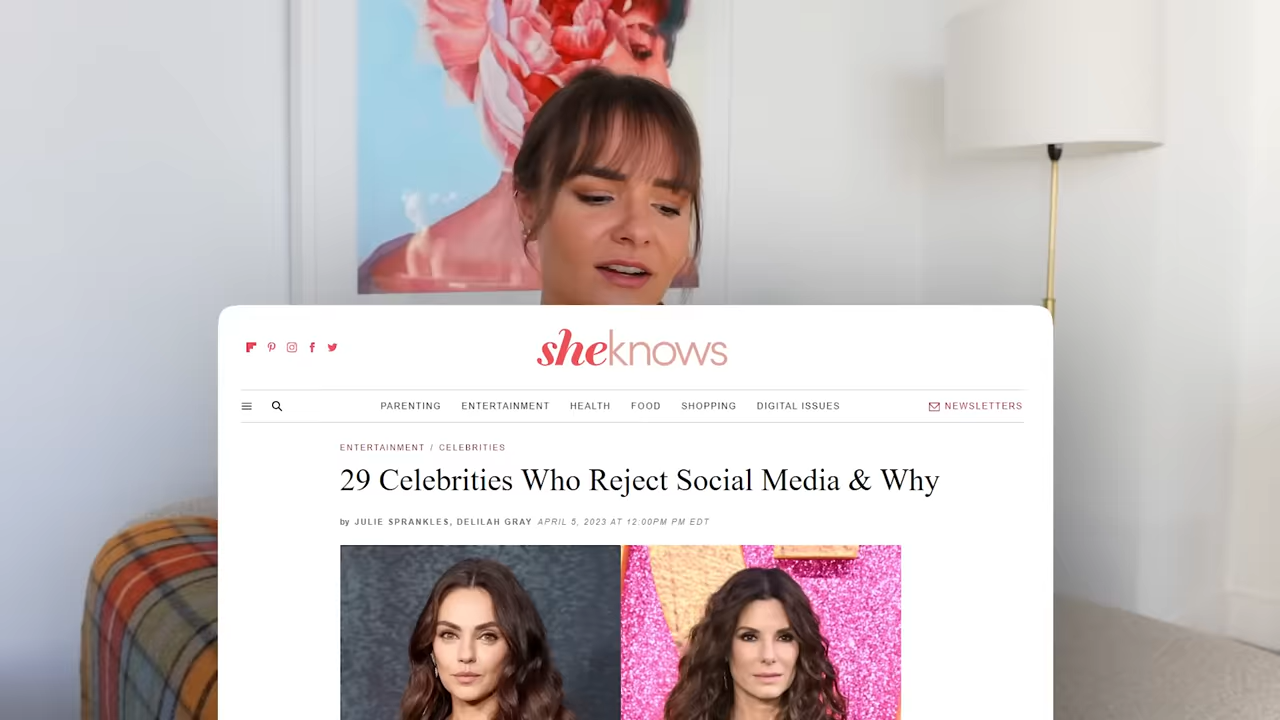 sheknows
PARENTING ENTERTAINMENT HEALTH FOOD SHOPPING DIGITAL ISSUES NEWSLETTERS
ENTERTAINMENT / CELEBRITIES
29 Celebrities Who Reject Social Media & Why
by JULIE SPRANKLES, DELILAH GRAY APRIL 5, 2023 AT 12:00PM PM EDT